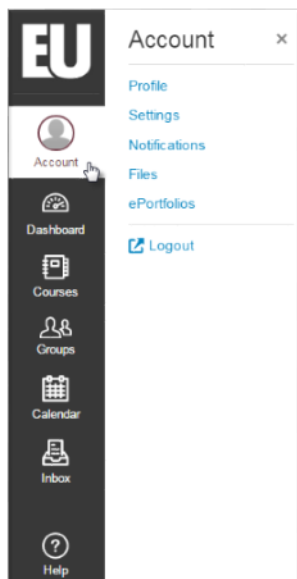 EU
Account
Dashboard
Courses
Groups
Calendar
Inbox
Help
Account ×
Profile
Settings
Notifications
Files
ePortfolios
Logout